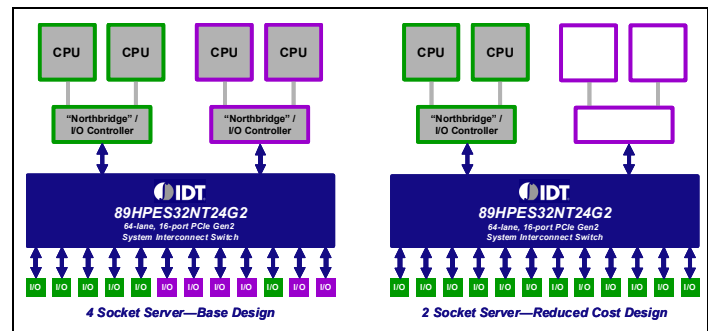 CPU CPU CPU CPU
"Northbridge" / I/O Controller
"Northbridge" / I/O Controller
IDT
89HPES32NT24G2
64-lane, 16-port PCIe Gen2
System Interconnect Switch
I/O I/O I/O I/O I/O I/O I/O I/O I/O I/O I/O I/O
4 Socket Server—Base Design
CPU CPU
"Northbridge" / I/O Controller
IDT
89HPES32NT24G2
64-lane, 16-port PCIe Gen2
System Interconnect Switch
I/O I/O I/O I/O I/O I/O I/O I/O I/O I/O I/O I/O
2 Socket Server—Reduced Cost Design